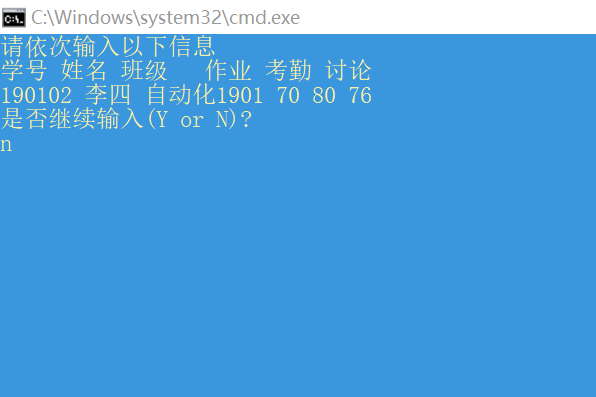 C:\Windows\system32\cmd.exe
请依次输入以下信息
学号 姓名 班级   作业 考勤 讨论
190102 李四 自动化1901 70 80 76
是否继续输入(Y or N)?
n